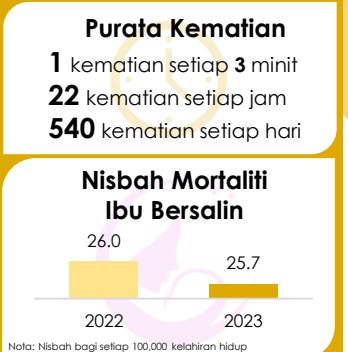 Purata Kematian
1 kematian setiap 3 minit
22 kematian setiap jam
540 kematian setiap hari
Nisbah Mortaliti
Ibu Bersalin
26.0
25.7
2022
2023
Nota: Nisbah bagi setiap 100,000 kelahiran hidup